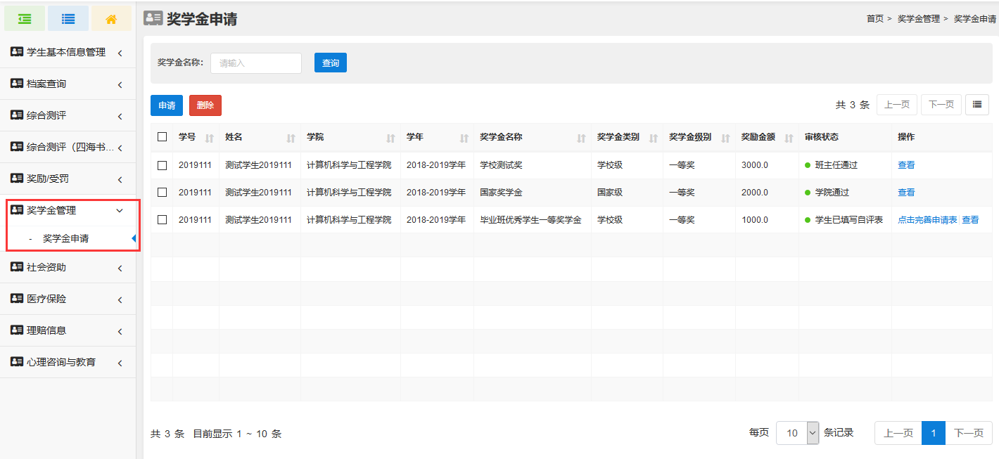 奖学金申请
首页 > 奖学金管理 > 奖学金申请
学生基本信息管理
档案查询
综合测评
综合测评（四海书...
奖励/受罚
奖学金管理
- 奖学金申请
社会资助
医疗保险
理赔信息
心理咨询与教育
奖学金名称： 请输入 查询
申请 删除 共 3 条 上一页 下一页
学号 姓名 学院 学年 奖学金名称 奖学金类别 奖学金级别 奖励金额 审核状态 操作
2019111 测试学生2019111 计算机科学与工程学院 2018-2019学年 学校测试奖 学校级 一等奖 3000.0 班主任通过 查看
2019111 测试学生2019111 计算机科学与工程学院 2018-2019学年 国家奖学金 国家级 一等奖 2000.0 学院通过 查看
2019111 测试学生2019111 计算机科学与工程学院 2018-2019学年 毕业班优秀学生一等奖学金 学校级 一等奖 1000.0 学生已填写自评表 点击完善申请表 查看
共 3 条 目前显示 1 ~ 10 条 每页 10 条记录 上一页 1 下一页